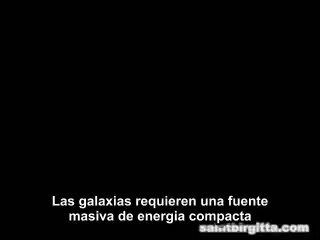 Las galaxias requieren una fuente
masiva de energia compacta
saintbirgitta.com